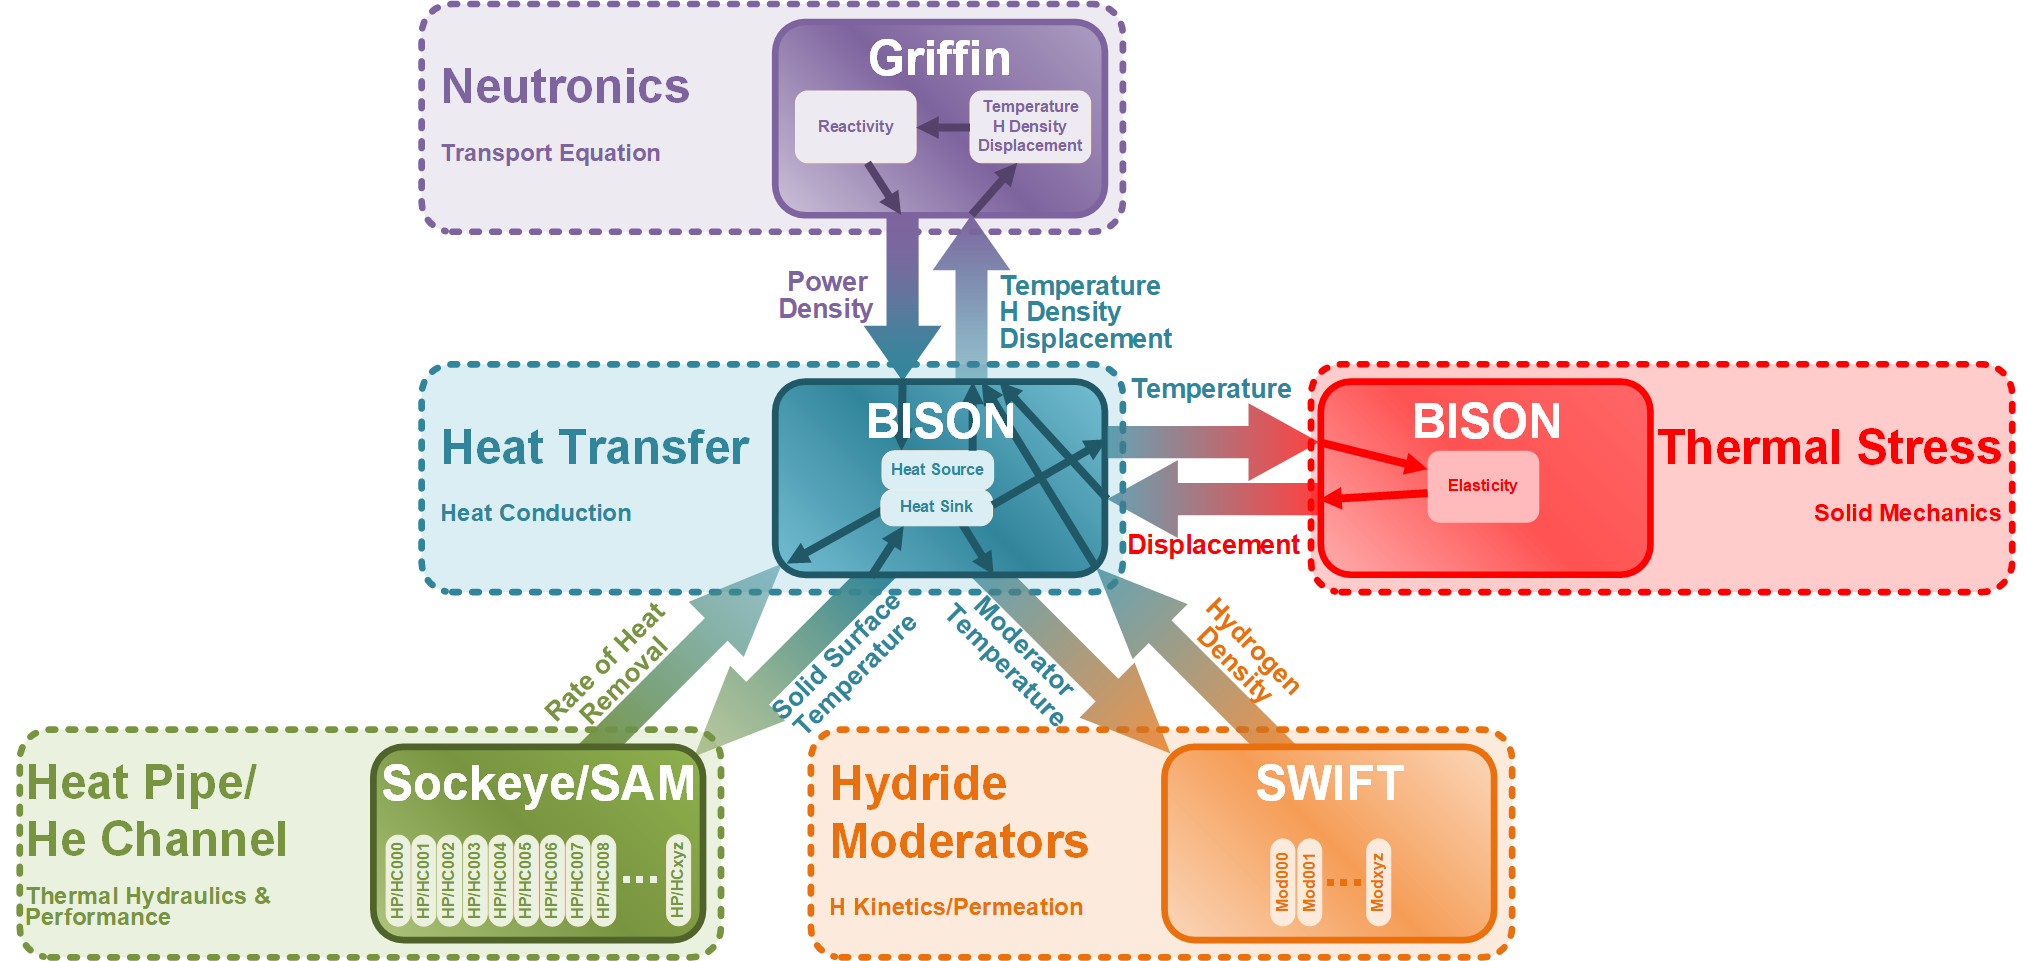 Neutronics
Transport Equation
Griffin
Reactivity
Temperature
H Density
Displacement
Power
Density
Temperature
H Density
Displacement
Heat Transfer
Heat Conduction
BISON
Heat Source
Heat Sink
Temperature
Displacement
BISON
Elasticity
Thermal Stress
Solid Mechanics
Rate of Heat
Removal
Solid Surface
Temperature
Moderator
Temperature
Hydrogen
Density
Heat Pipe/
He Channel
Thermal Hydraulics &
Performance
Sockeye/SAM
HP/HC000
HP/HC001
HP/HC002
HP/HC003
HP/HC004
HP/HC005
HP/HC006
HP/HC007
HP/HC008
...
HP/HCxyz
Hydride
Moderators
H Kinetics/Permeation
SWIFT
Mod000
Mod001
...
Modxyz